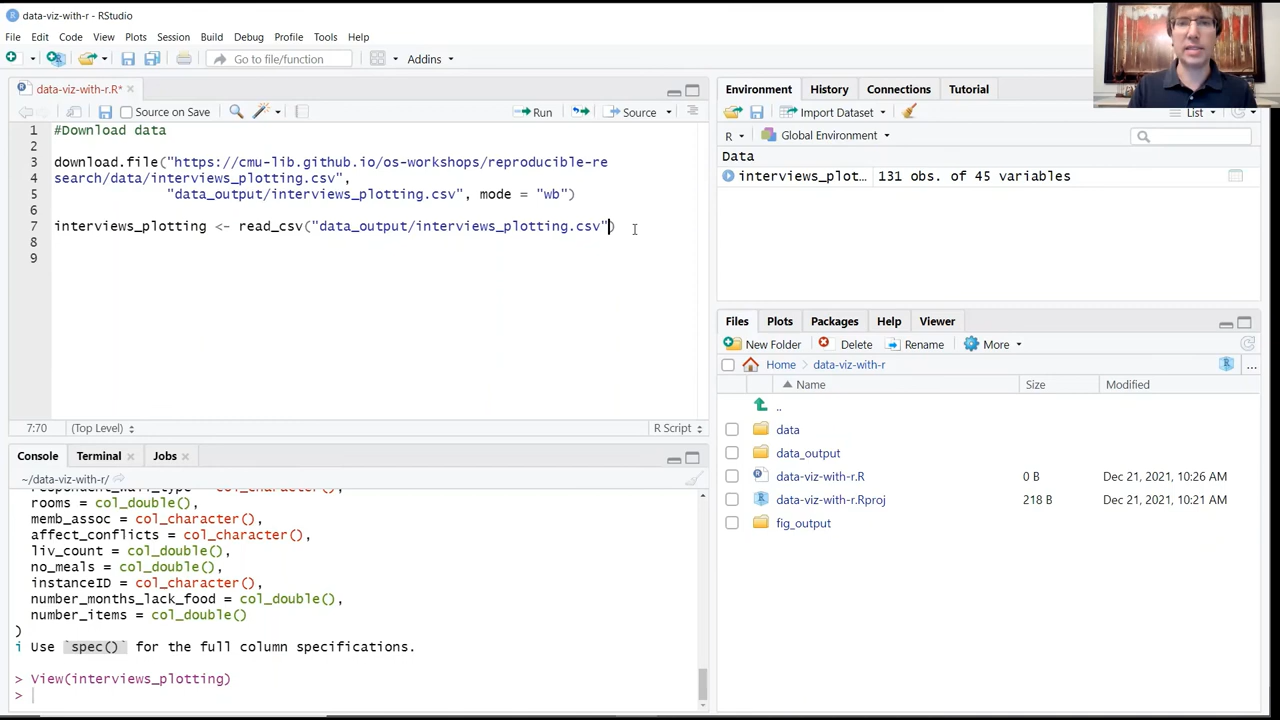 data-viz-with-r - RStudio
File Edit Code View Plots Session Build Debug Profile Tools Help
Go to file/function Addins
data-viz-with-r.R*
Source on Save Run Source
1 #Download data
2
3 download.file("https://cmu-lib.github.io/os-workshops/reproducible-re
4 search/data/interviews_plotting.csv",
5 "data_output/interviews_plotting.csv", mode = "wb")
6
7 interviews_plotting <- read_csv("data_output/interviews_plotting.csv")
8
9
7:70 (Top Level) R Script
Console Terminal Jobs
~/data-viz-with-r/
respondent_wall_type = col_character(),
rooms = col_double(),
memb_assoc = col_character(),
affect_conflicts = col_character(),
liv_count = col_double(),
no_meals = col_double(),
instanceID = col_character(),
number_months_lack_food = col_double(),
number_items = col_double()
)
i Use `spec()` for the full column specifications.
> View(interviews_plotting)
>
Environment History Connections Tutorial
Import Dataset List
R Global Environment
Data
interviews_plot… 131 obs. of 45 variables
Files Plots Packages Help Viewer
New Folder Delete Rename More
Home data-viz-with-r R ...
Name Size Modified
..
data
data_output
data-viz-with-r.R 0 B Dec 21, 2021, 10:26 AM
data-viz-with-r.Rproj 218 B Dec 21, 2021, 10:21 AM
fig_output